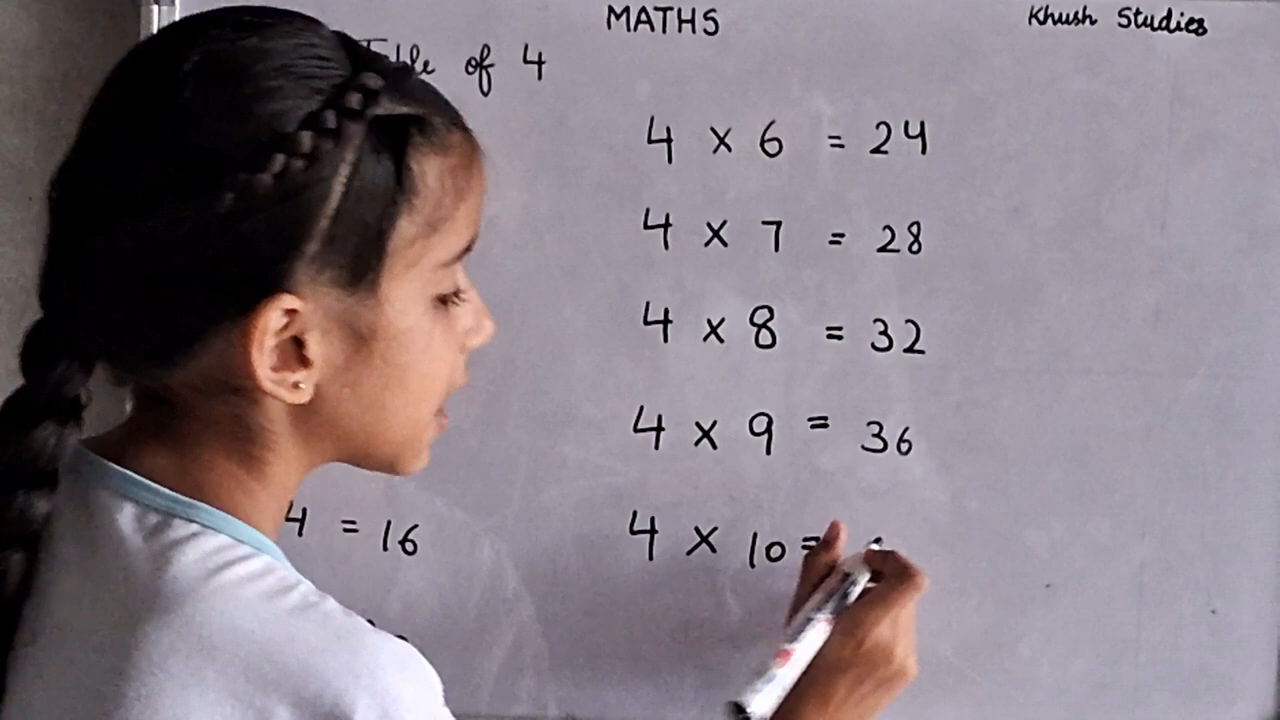 MATHS
Khush Studies
Table of 4
4 × 6 = 24
4 × 7 = 28
4 × 8 = 32
4 × 9 = 36
4 = 16
4 × 10 =